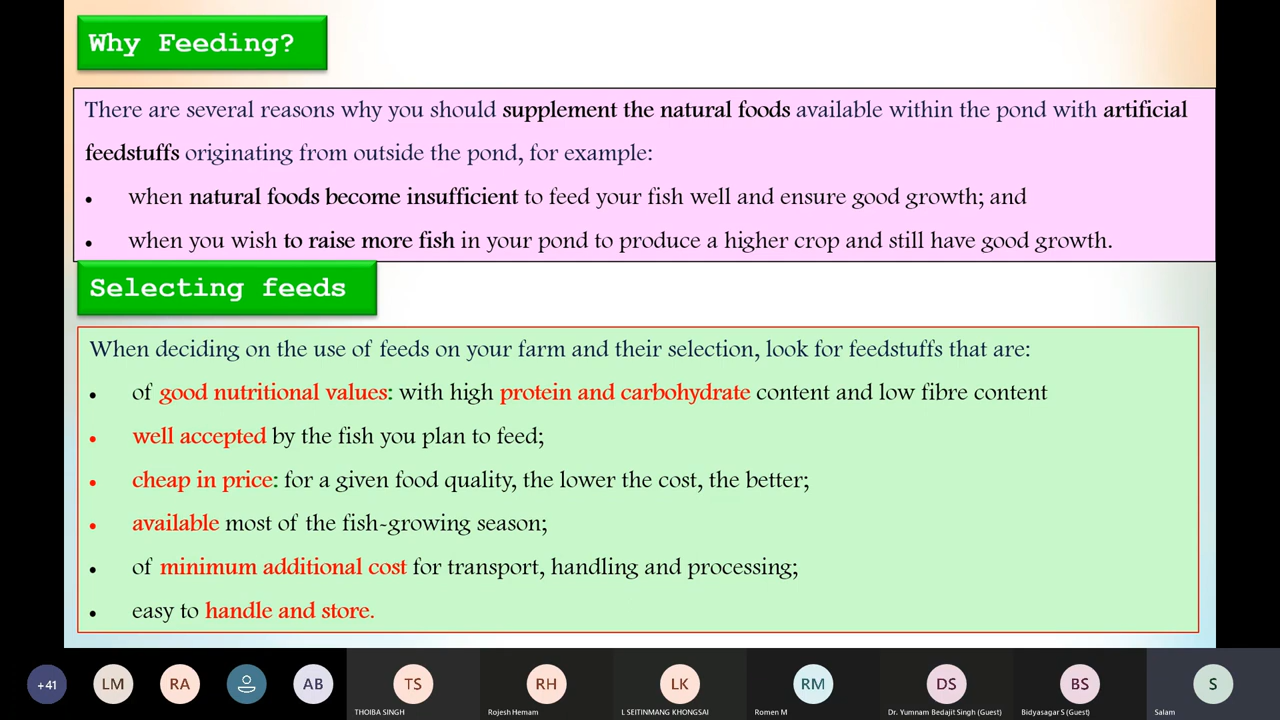 Why Feeding?
There are several reasons why you should supplement the natural foods available within the pond with artificial
feedstuffs originating from outside the pond, for example:
• when natural foods become insufficient to feed your fish well and ensure good growth; and
• when you wish to raise more fish in your pond to produce a higher crop and still have good growth.
Selecting feeds
When deciding on the use of feeds on your farm and their selection, look for feedstuffs that are:
• of good nutritional values: with high protein and carbohydrate content and low fibre content
• well accepted by the fish you plan to feed;
• cheap in price: for a given food quality, the lower the cost, the better;
• available most of the fish-growing season;
• of minimum additional cost for transport, handling and processing;
• easy to handle and store.
+41 LM RA AB TS RH LK RM DS BS S
THOIBA SINGH Rojesh Hemam L SEITINMANG KHONGSAI Romen M Dr. Yumnam Bedajit Singh (Guest) Bidyasagar S (Guest) Salam